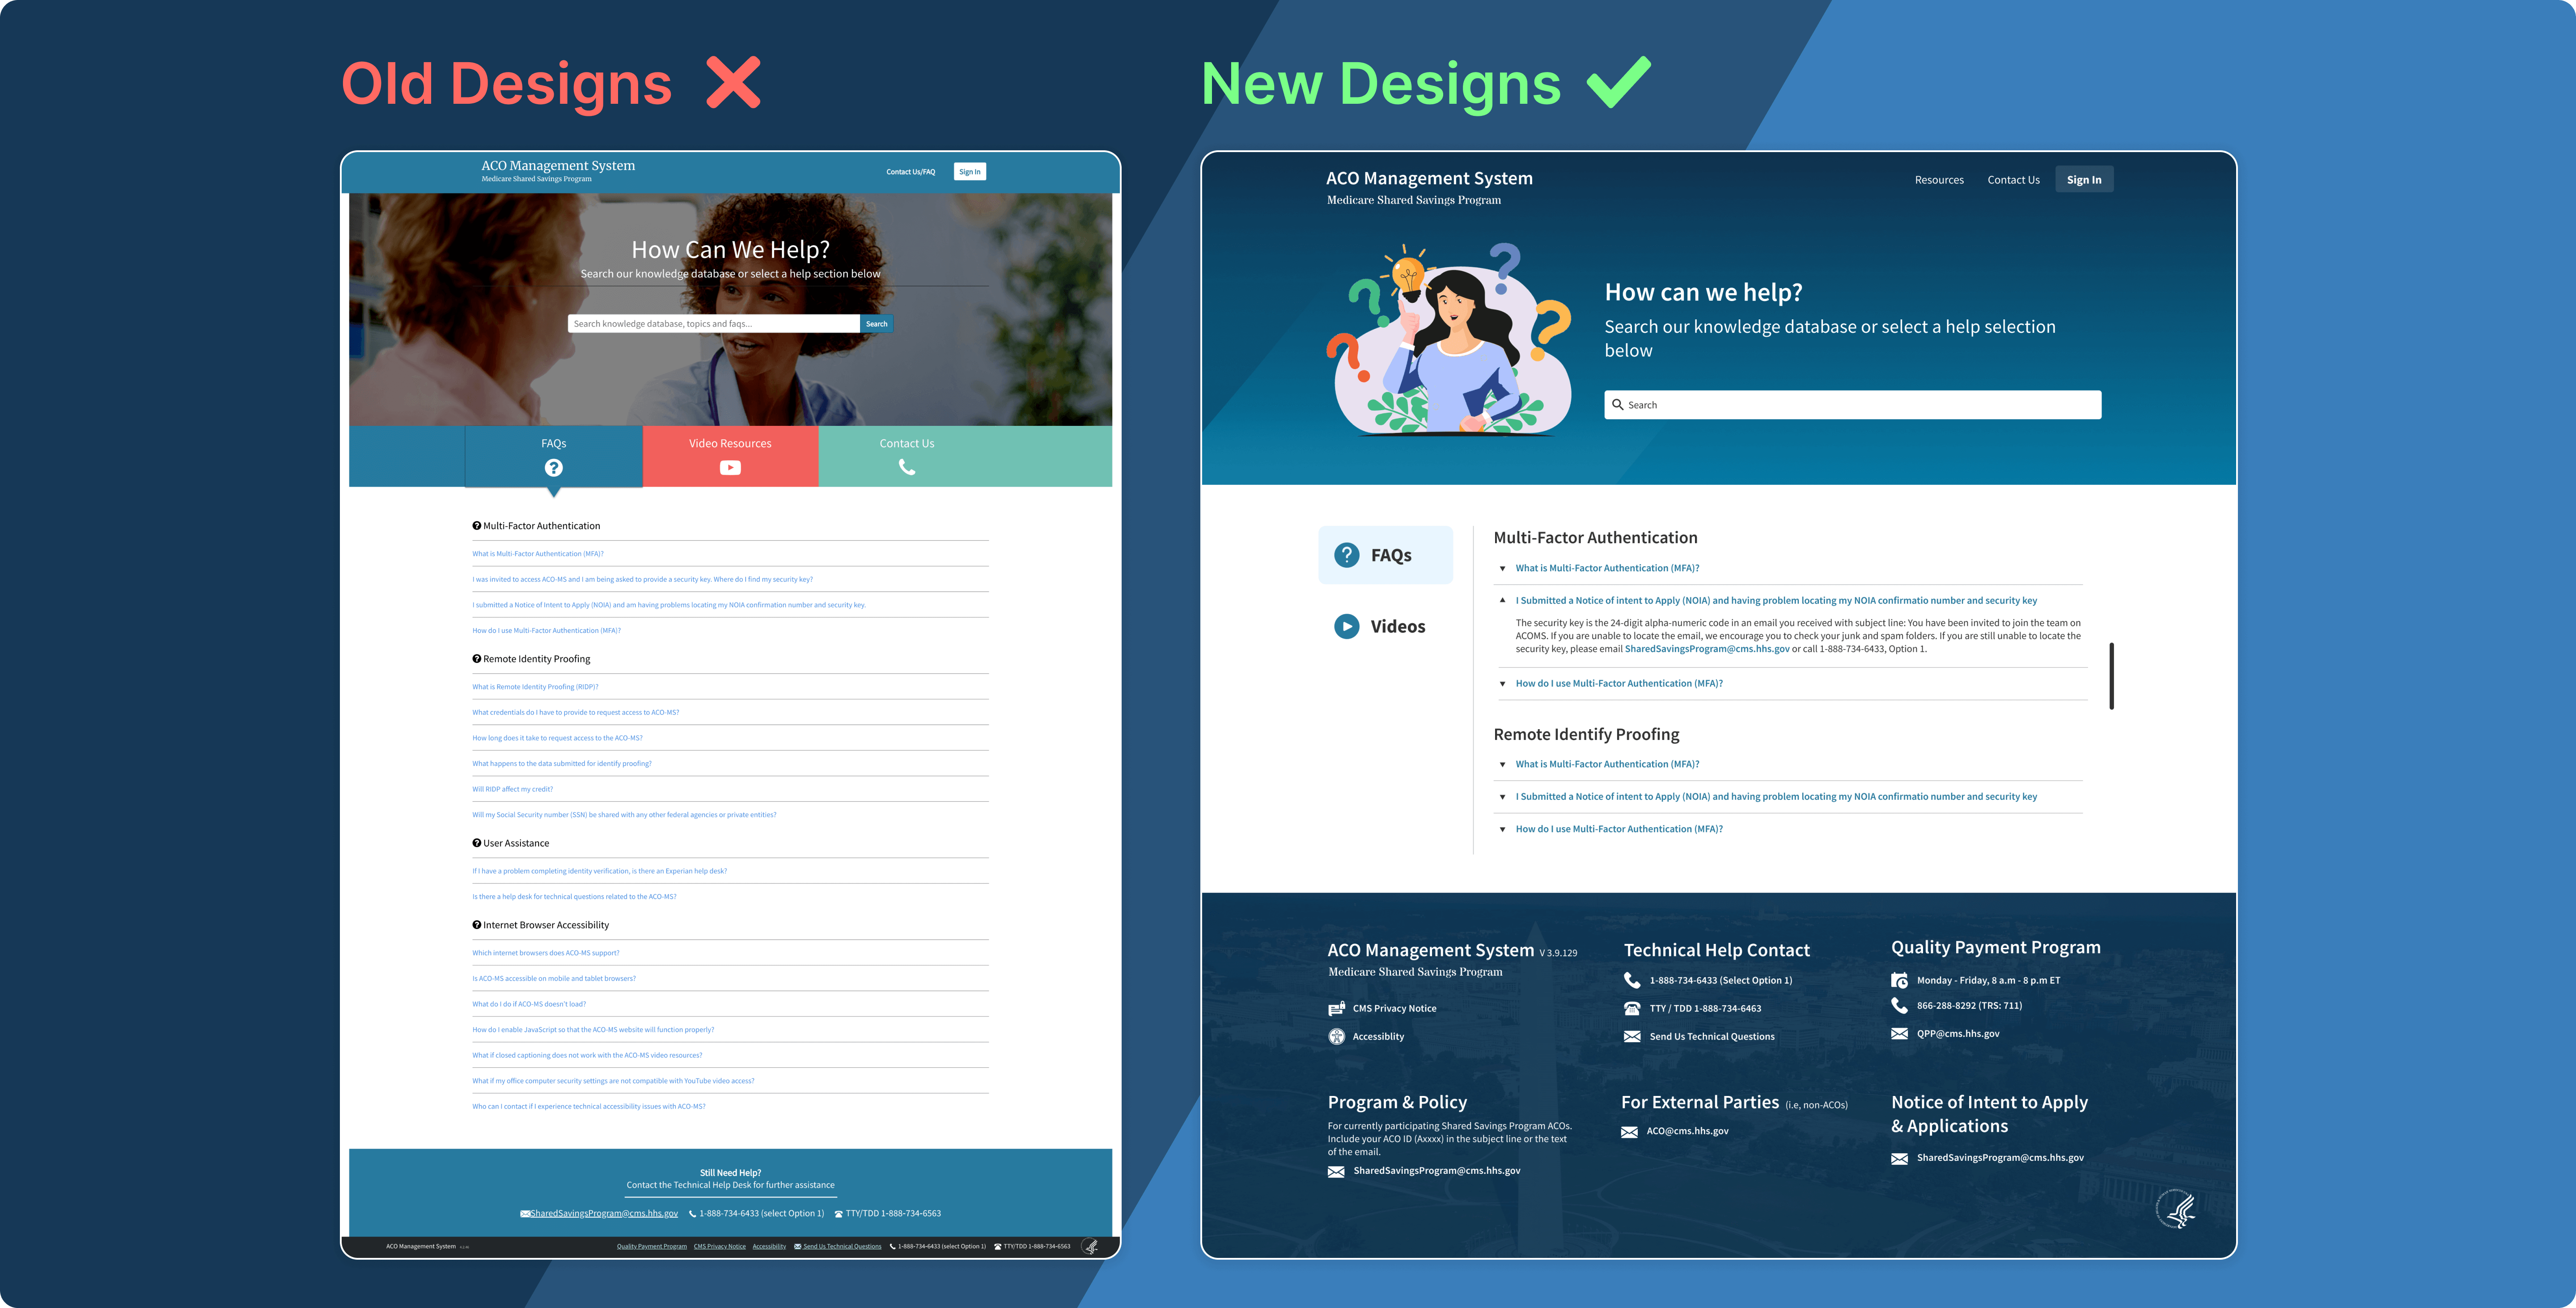 Old Designs
ACO Management System
Medicare Shared Savings Program
Contact Us/FAQ
Sign In
How Can We Help?
Search our knowledge database or select a help section below
Search knowledge database, topics and faqs...
Search
FAQs
Video Resources
Contact Us
Multi-Factor Authentication
What is Multi-Factor Authentication (MFA)?
I was invited to access ACO-MS and I am being asked to provide a security key. Where do I find my security key?
I submitted a Notice of Intent to Apply (NOIA) and am having problems locating my NOIA confirmation number and security key.
How do I use Multi-Factor Authentication (MFA)?
Remote Identity Proofing
What is Remote Identity Proofing (RIDP)?
What credentials do I have to provide to request access to ACO-MS?
How long does it take to request access to the ACO-MS?
What happens to the data submitted for identify proofing?
Will RIDP affect my credit?
Will my Social Security number (SSN) be shared with any other federal agencies or private entities?
User Assistance
If I have a problem completing identity verification, is there an Experian help desk?
Is there a help desk for technical questions related to the ACO-MS?
Internet Browser Accessibility
Which internet browsers does ACO-MS support?
Is ACO-MS accessible on mobile and tablet browsers?
What do I do if ACO-MS doesn't load?
How do I enable JavaScript so that the ACO-MS website will function properly?
What if closed captioning does not work with the ACO-MS video resources?
What if my office computer security settings are not compatible with YouTube video access?
Who can I contact if I experience technical accessibility issues with ACO-MS?
Still Need Help?
Contact the Technical Help Desk for further assistance
SharedSavingsProgram@cms.hhs.gov
1-888-734-6433 (select Option 1)
TTY/TDD 1-888-734-6563
ACO Management System
Quality Payment Program
CMS Privacy Notice
Accessibility
Send Us Technical Questions
1-888-734-6433 (select Option 1)
TTY/TDD 1-888-734-6563
New Designs
ACO Management System
Medicare Shared Savings Program
Resources
Contact Us
Sign In
How can we help?
Search our knowledge database or select a help selection
below
Search
FAQs
Videos
Multi-Factor Authentication
What is Multi-Factor Authentication (MFA)?
I Submitted a Notice of intent to Apply (NOIA) and having problem locating my NOIA confirmatio number and security key
The security key is the 24-digit alpha-numeric code in an email you received with subject line: You have been invited to join the team on
ACOMS. If you are unable to locate the email, we encourage you to check your junk and spam folders. If you are still unable to locate the
security key, please email SharedSavingsProgram@cms.hhs.gov or call 1-888-734-6433, Option 1.
How do I use Multi-Factor Authentication (MFA)?
Remote Identify Proofing
What is Multi-Factor Authentication (MFA)?
I Submitted a Notice of intent to Apply (NOIA) and having problem locating my NOIA confirmatio number and security key
How do I use Multi-Factor Authentication (MFA)?
ACO Management System V 3.9.129
Medicare Shared Savings Program
CMS Privacy Notice
Accessiblity
Technical Help Contact
1-888-734-6433 (Select Option 1)
TTY / TDD 1-888-734-6463
Send Us Technical Questions
Quality Payment Program
Monday - Friday, 8 a.m - 8 p.m ET
866-288-8292 (TRS: 711)
QPP@cms.hhs.gov
Program & Policy
For currently participating Shared Savings Program ACOs.
Include your ACO ID (Axxxx) in the subject line or the text
of the email.
SharedSavingsProgram@cms.hhs.gov
For External Parties (i.e, non-ACOs)
ACO@cms.hhs.gov
Notice of Intent to Apply
& Applications
SharedSavingsProgram@cms.hhs.gov